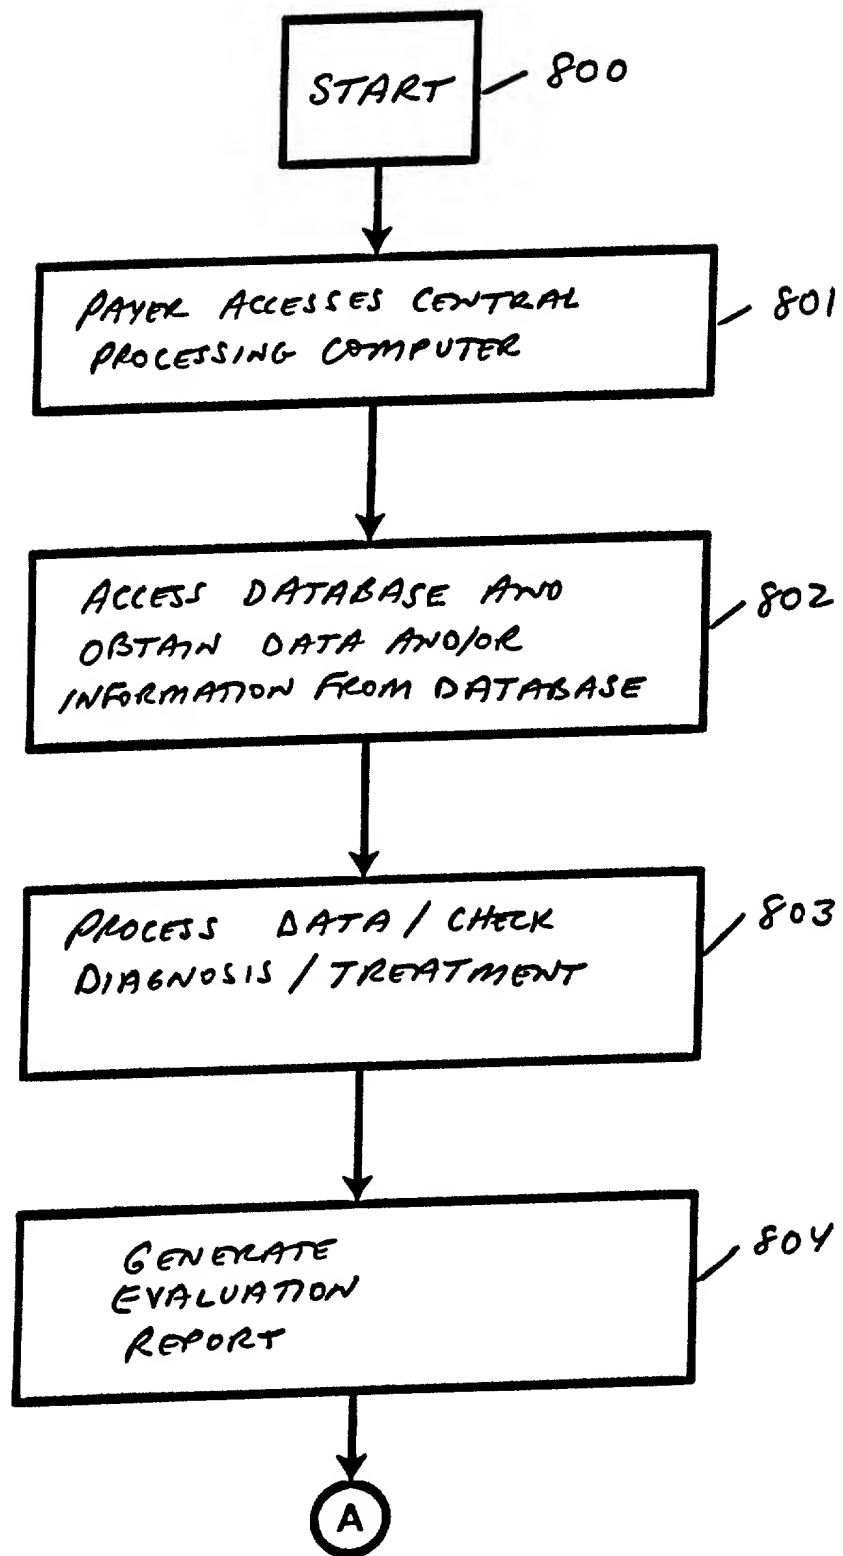 START
800
PAYER ACCESSES CENTRAL
PROCESSING COMPUTER
801
ACCESS DATABASE AND
OBTAIN DATA AND/OR
INFORMATION FROM DATABASE
802
PROCESS DATA / CHECK
DIAGNOSIS / TREATMENT
803
GENERATE
EVALUATION
REPORT
804
A